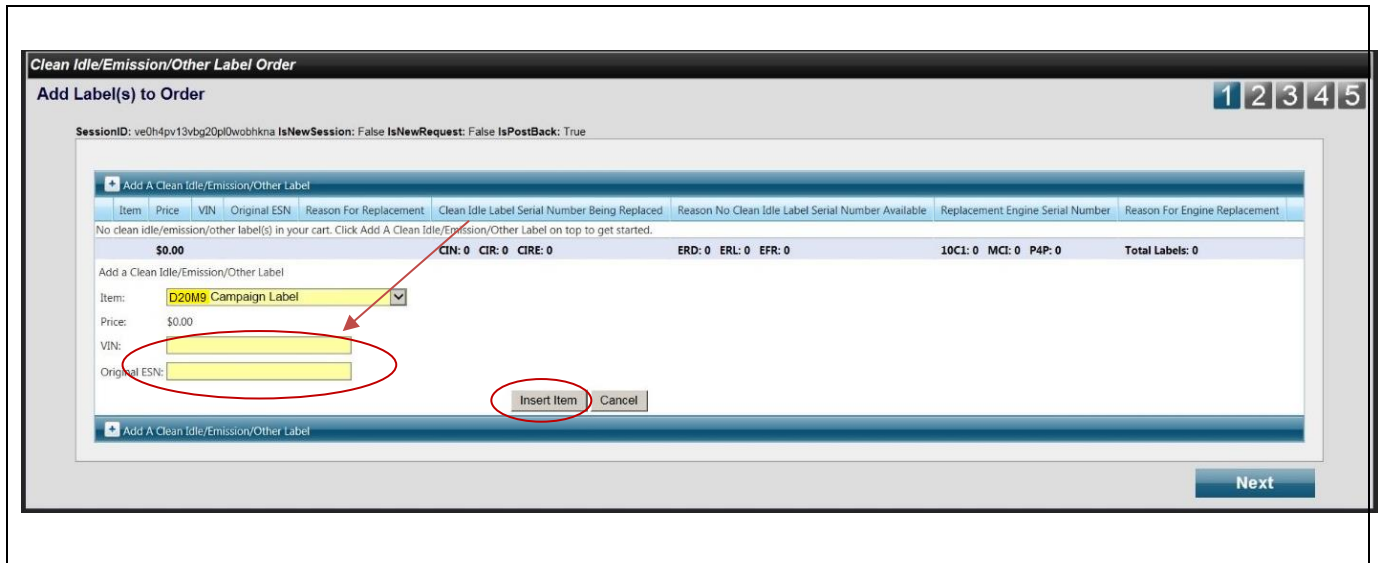 Clean Idle/Emission/Other Label Order
Add Label(s) to Order
1 2 3 4 5
SessionID: ve0h4pv13vbg20pl0wobhkna IsNewSession: False IsNewRequest: False IsPostBack: True
+ Add A Clean Idle/Emission/Other Label
Item Price VIN Original ESN Reason For Replacement Clean Idle Label Serial Number Being Replaced Reason No Clean Idle Label Serial Number Available Replacement Engine Serial Number Reason For Engine Replacement
No clean idle/emission/other label(s) in your cart. Click Add A Clean Idle/Emission/Other Label on top to get started.
$0.00 CIN: 0 CIR: 0 CIRE: 0 ERD: 0 ERL: 0 EFR: 0 10C1: 0 MCI: 0 P4P: 0 Total Labels: 0
Add a Clean Idle/Emission/Other Label
Item: D20M9 Campaign Label
Price: $0.00
VIN:
Original ESN:
Insert Item Cancel
+ Add A Clean Idle/Emission/Other Label
Next